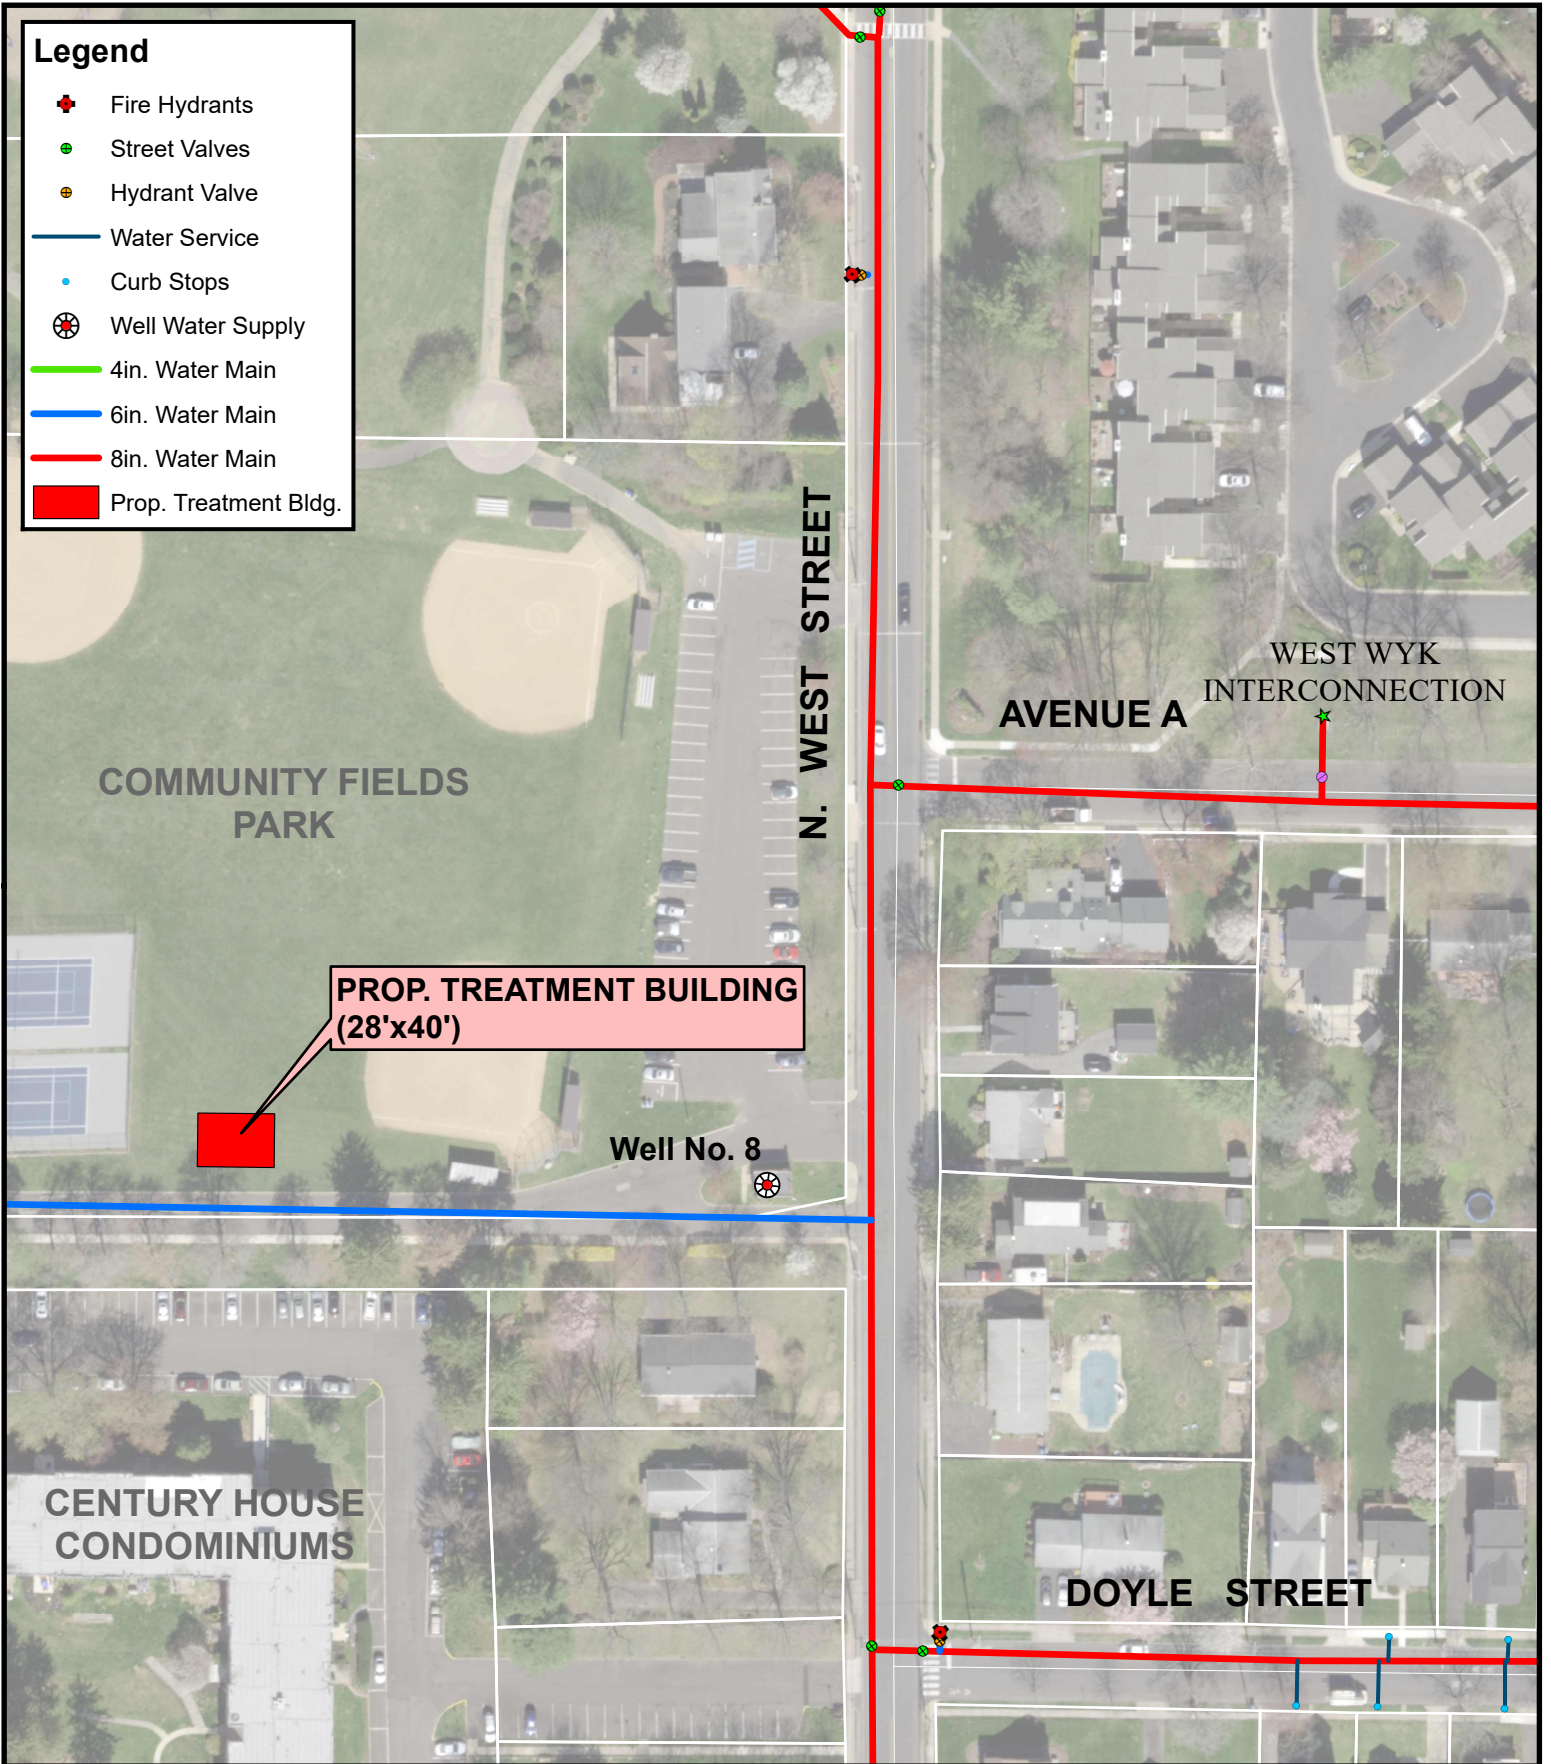 Legend
Fire Hydrants
Street Valves
Hydrant Valve
Water Service
Curb Stops
Well Water Supply
4in. Water Main
6in. Water Main
8in. Water Main
Prop. Treatment Bldg.
N. WEST STREET
WEST WYK
INTERCONNECTION
AVENUE A
COMMUNITY FIELDS
PARK
PROP. TREATMENT BUILDING
(28'x40')
Well No. 8
CENTURY HOUSE
CONDOMINIUMS
DOYLE STREET